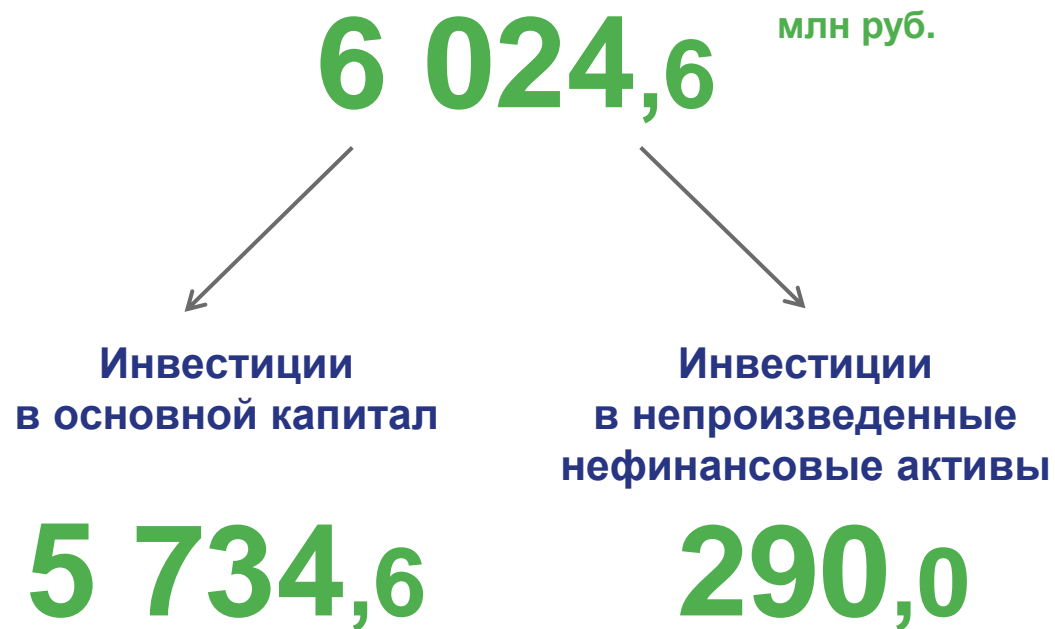 6 024,6 млн руб.
Инвестиции
в основной капитал
5 734,6
Инвестиции
в непроизведенные
нефинансовые активы
290,0